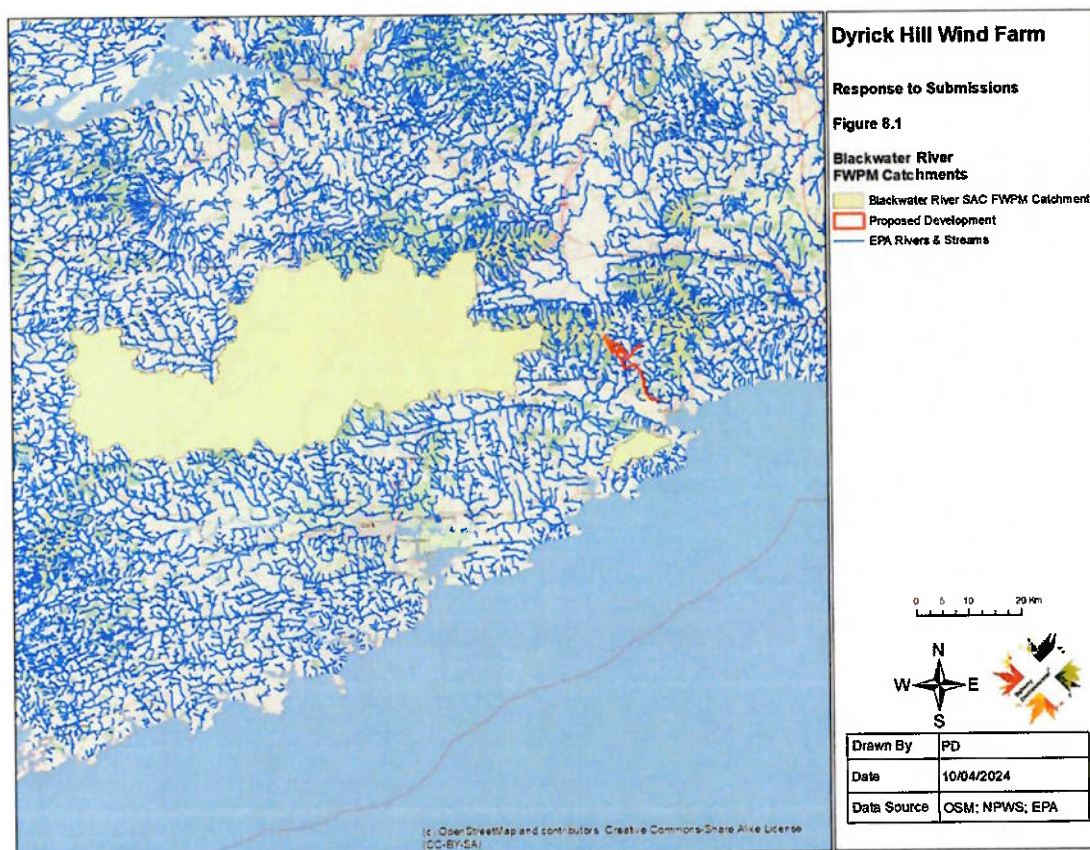 Dyrick Hill Wind Farm
Response to Submissions
Figure 8.1
Blackwater River
FWPM Catchments
Blackwater River SAC FWPM Catchment
Proposed Development
EPA Rivers & Streams
0 5 10 20 Km
N
W E
S
Drawn By PD
Date 10/04/2024
Data Source OSM; NPWS; EPA
(c) OpenStreetMap and contributors, Creative Commons-Share Alike License
(CC-BY-SA)